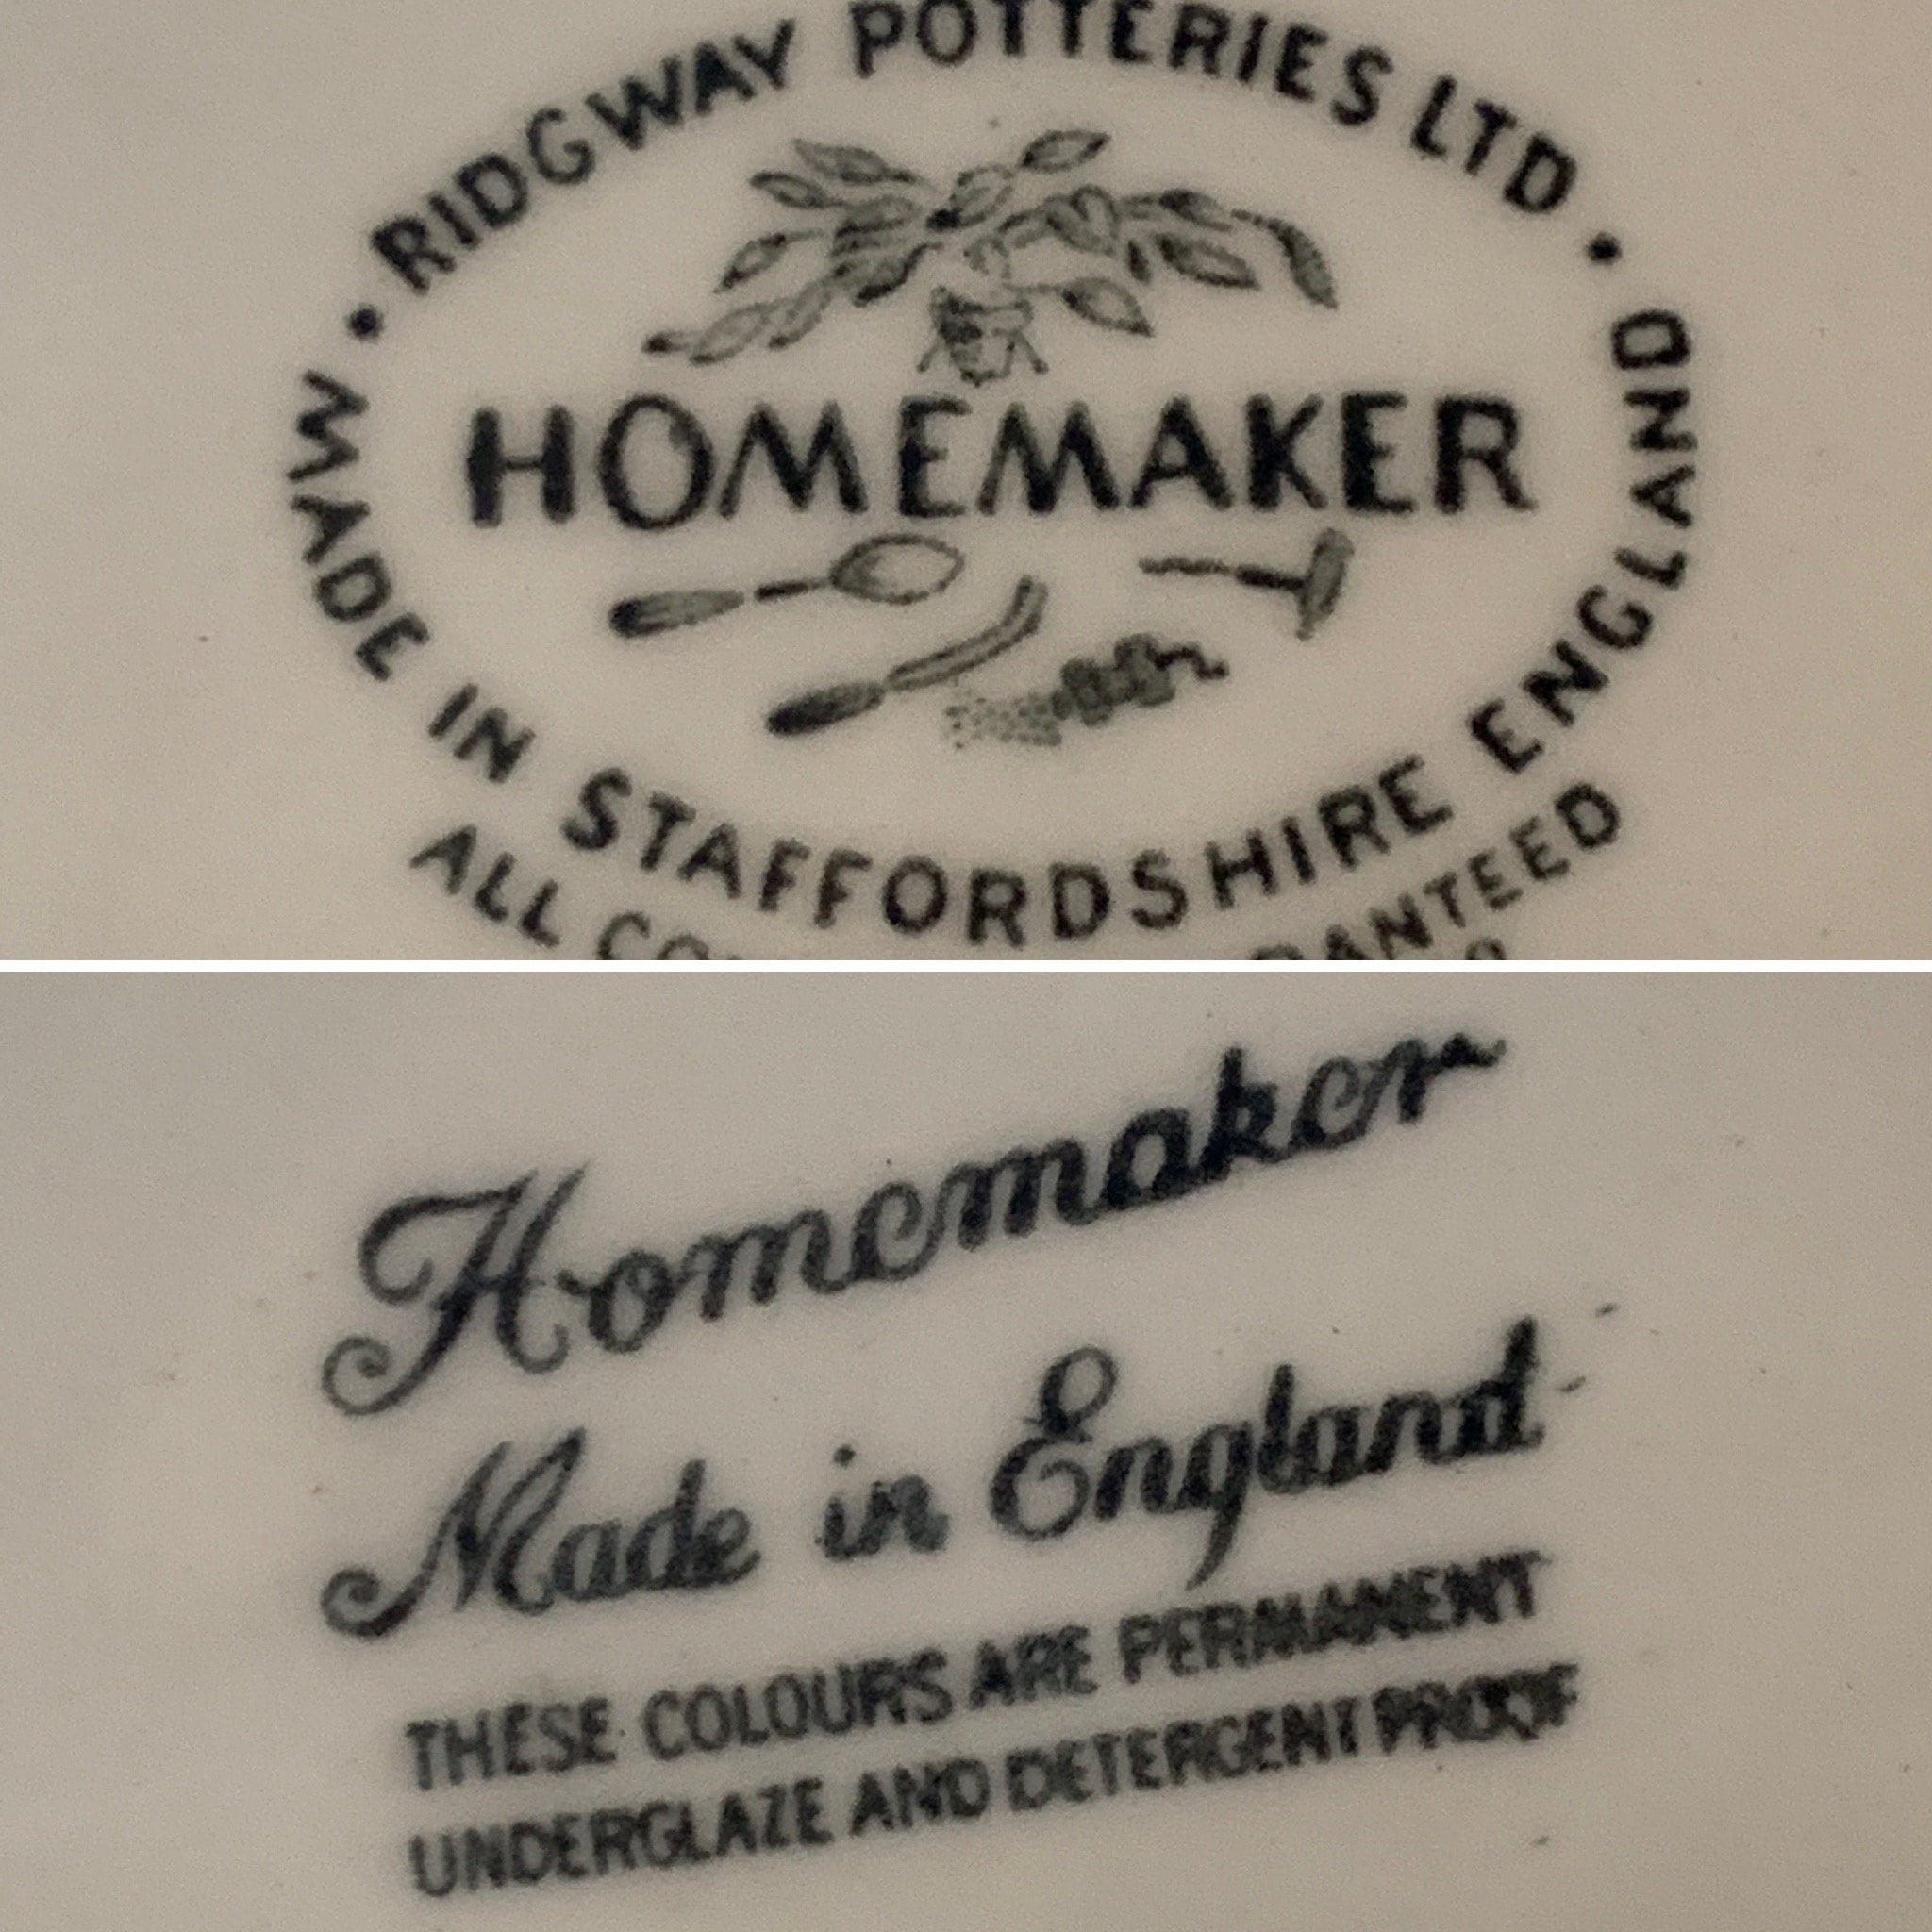 • RIDGWAY POTTERIES LTD •
HOMEMAKER
MADE IN STAFFORDSHIRE ENGLAND
ALL
Homemaker
Made in England
THESE COLOURS ARE PERMANENT
UNDERGLAZE AND DETERGENT PROOF